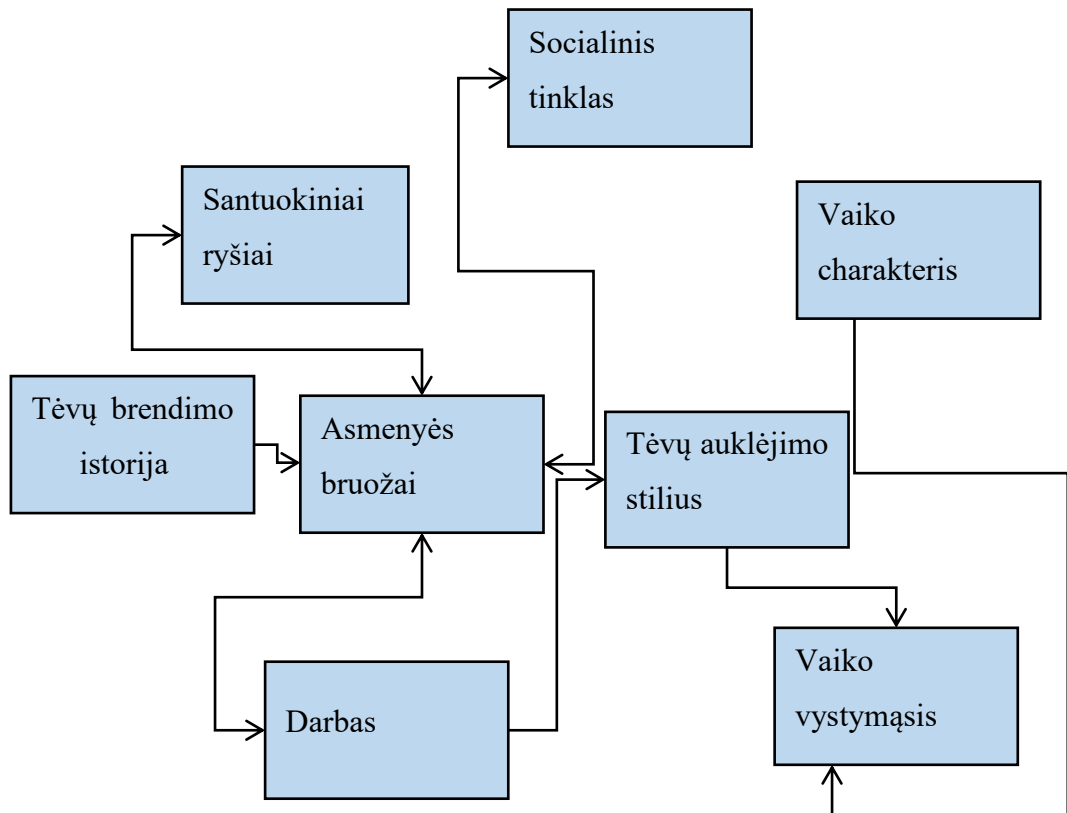 Socialinis
tinklas
Santuokiniai
ryšiai
Vaiko
charakteris
Tėvų brendimo
istorija
Asmenyės
bruožai
Tėvų auklėjimo
stilius
Vaiko
vystymąsis
Darbas